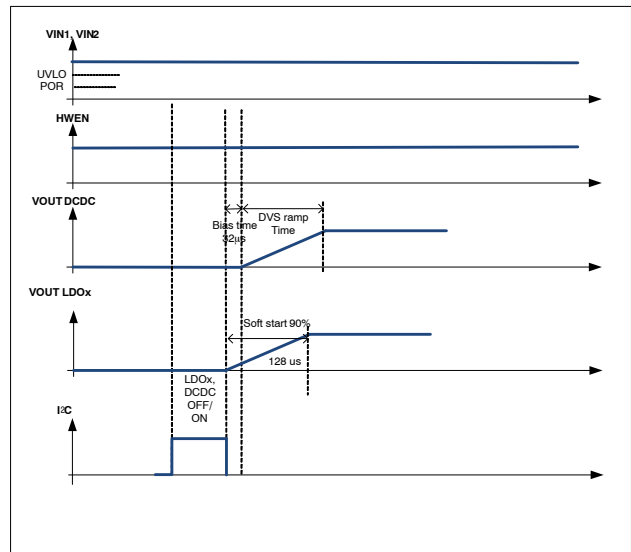 VIN1, VIN2
UVLO
POR
HWEN
VOUT DCDC
DVS ramp
Time
Bias time
32µs
VOUT LDOx
Soft start 90%
128 us
LDOx,
DCDC
OFF/
ON
I²C